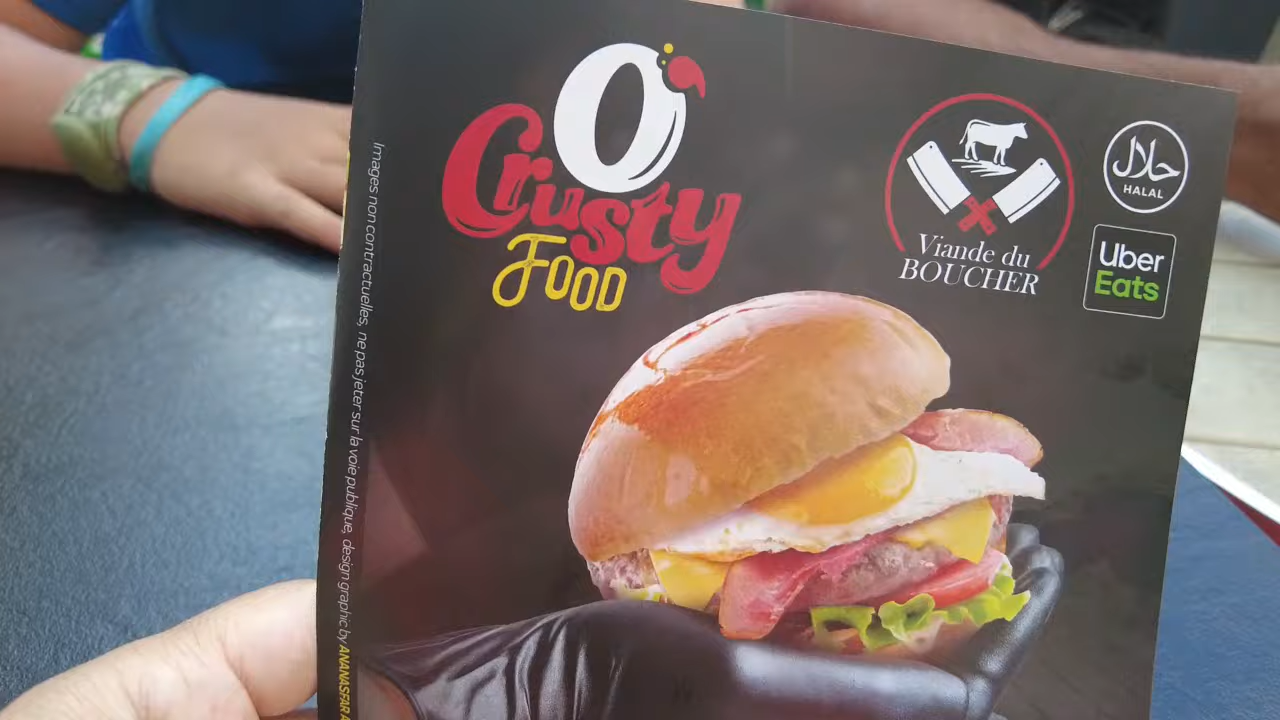 O'
Crusty
FOOD
Viande du
BOUCHER
حلال
HALAL
Uber
Eats
Images non contractuelles, ne pas jeter sur la voie publique, design graphic by